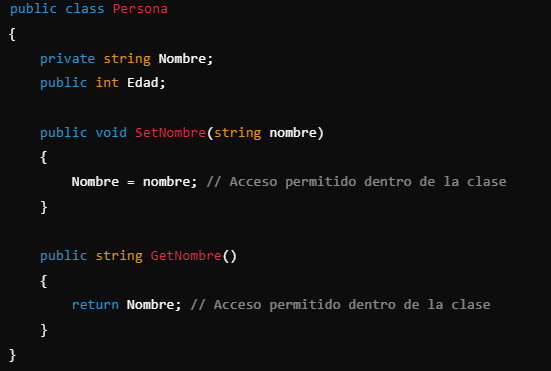 public class Persona
{
    private string Nombre;
    public int Edad;

    public void SetNombre(string nombre)
    {
        Nombre = nombre; // Acceso permitido dentro de la clase
    }

    public string GetNombre()
    {
        return Nombre; // Acceso permitido dentro de la clase
    }
}